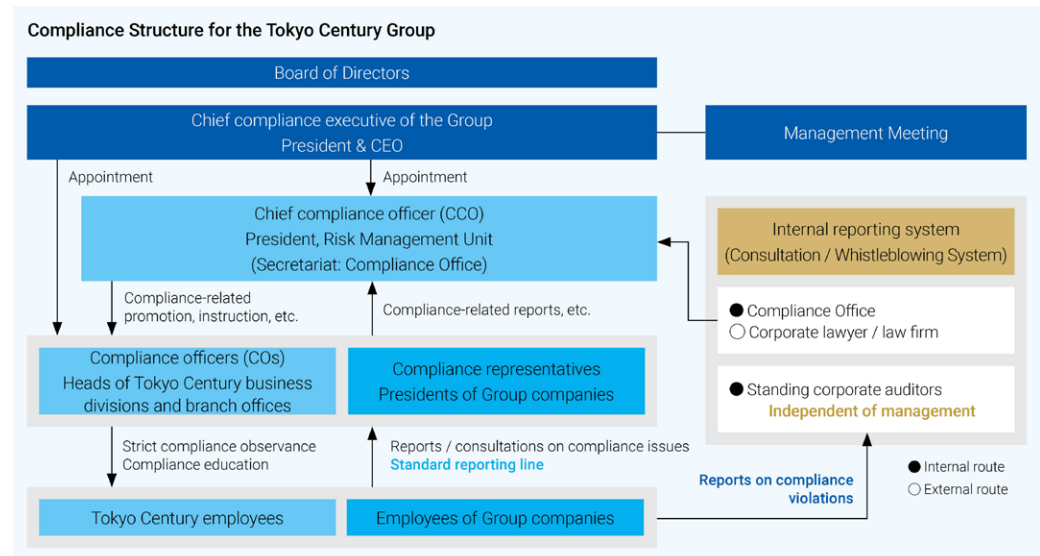 Compliance Structure for the Tokyo Century Group
Board of Directors
Chief compliance executive of the Group
President & CEO
Management Meeting
Appointment
Appointment
Chief compliance officer (CCO)
President, Risk Management Unit
(Secretariat: Compliance Office)
Internal reporting system
(Consultation / Whistleblowing System)
● Compliance Office
○ Corporate lawyer / law firm
● Standing corporate auditors
Independent of management
Compliance-related
promotion, instruction, etc.
Compliance-related reports, etc.
Compliance officers (COs)
Heads of Tokyo Century business
divisions and branch offices
Compliance representatives
Presidents of Group companies
Strict compliance observance
Compliance education
Reports / consultations on compliance issues
Standard reporting line
Reports on compliance
violations
● Internal route
○ External route
Tokyo Century employees
Employees of Group companies